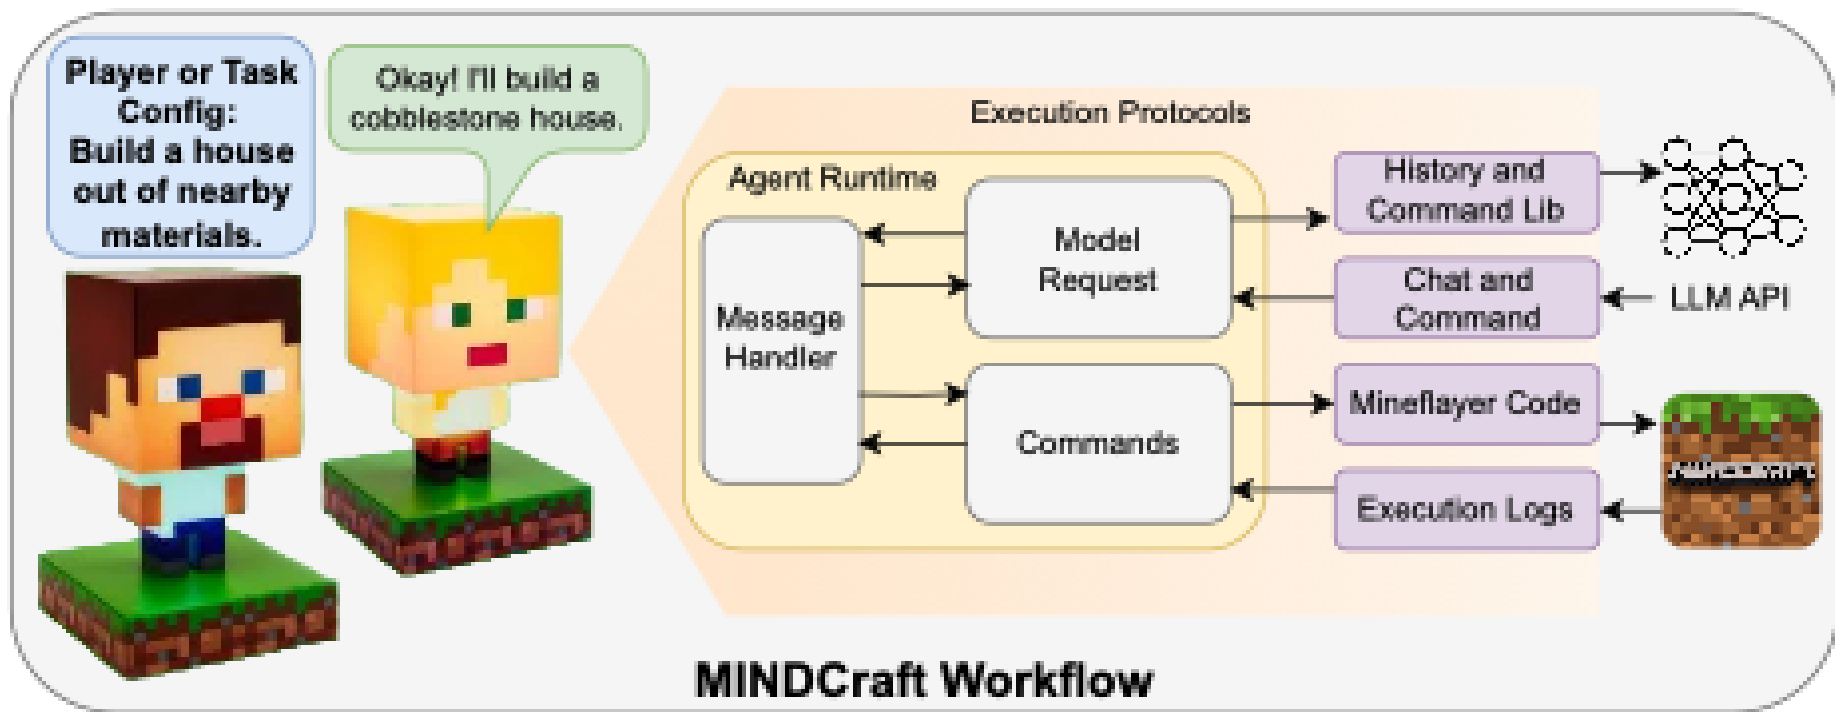 Player or Task
Config:
Build a house
out of nearby
materials.
Okay! I'll build a
cobblestone house.
Execution Protocols
Agent Runtime
Message
Handler
Model
Request
Commands
History and
Command Lib
Chat and
Command
LLM API
Mineflayer Code
Execution Logs
MINECRAFT
MINDCraft Workflow